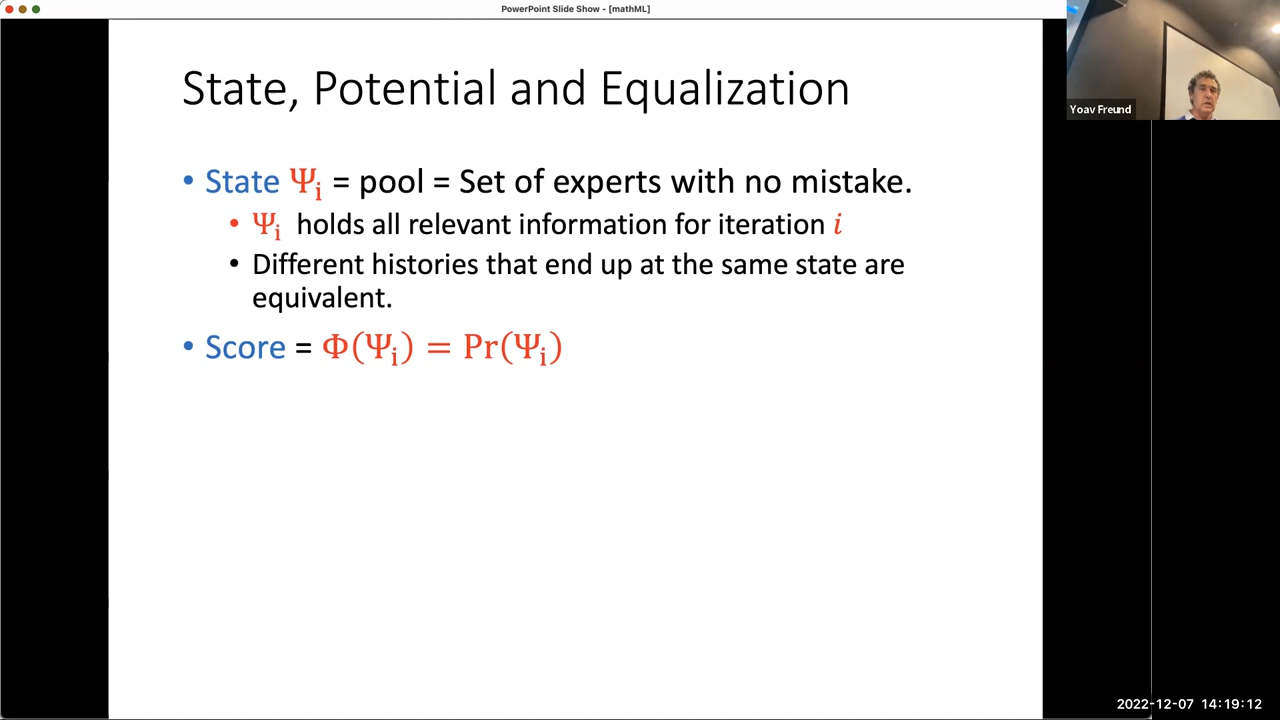 PowerPoint Slide Show - [mathML]
Yoav Freund
State, Potential and Equalization
• State Ψi = pool = Set of experts with no mistake.
• Ψi holds all relevant information for iteration i
• Different histories that end up at the same state are
equivalent.
• Score = Φ(Ψi) = Pr(Ψi)
2022-12-07 14:19:12